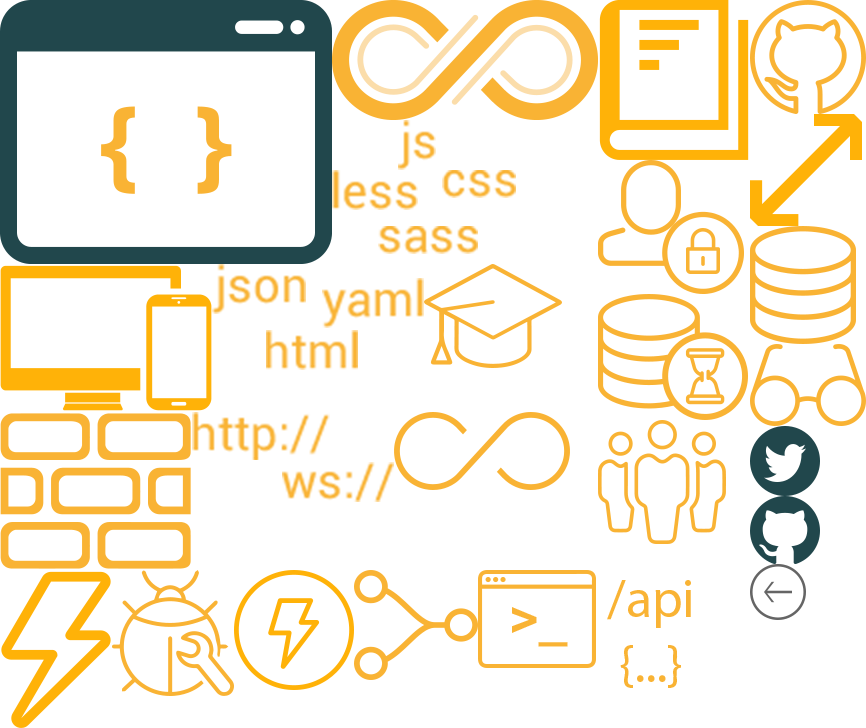 { }
js
less css
sass
json yaml
html
http://
ws://
>_
/api
{...}